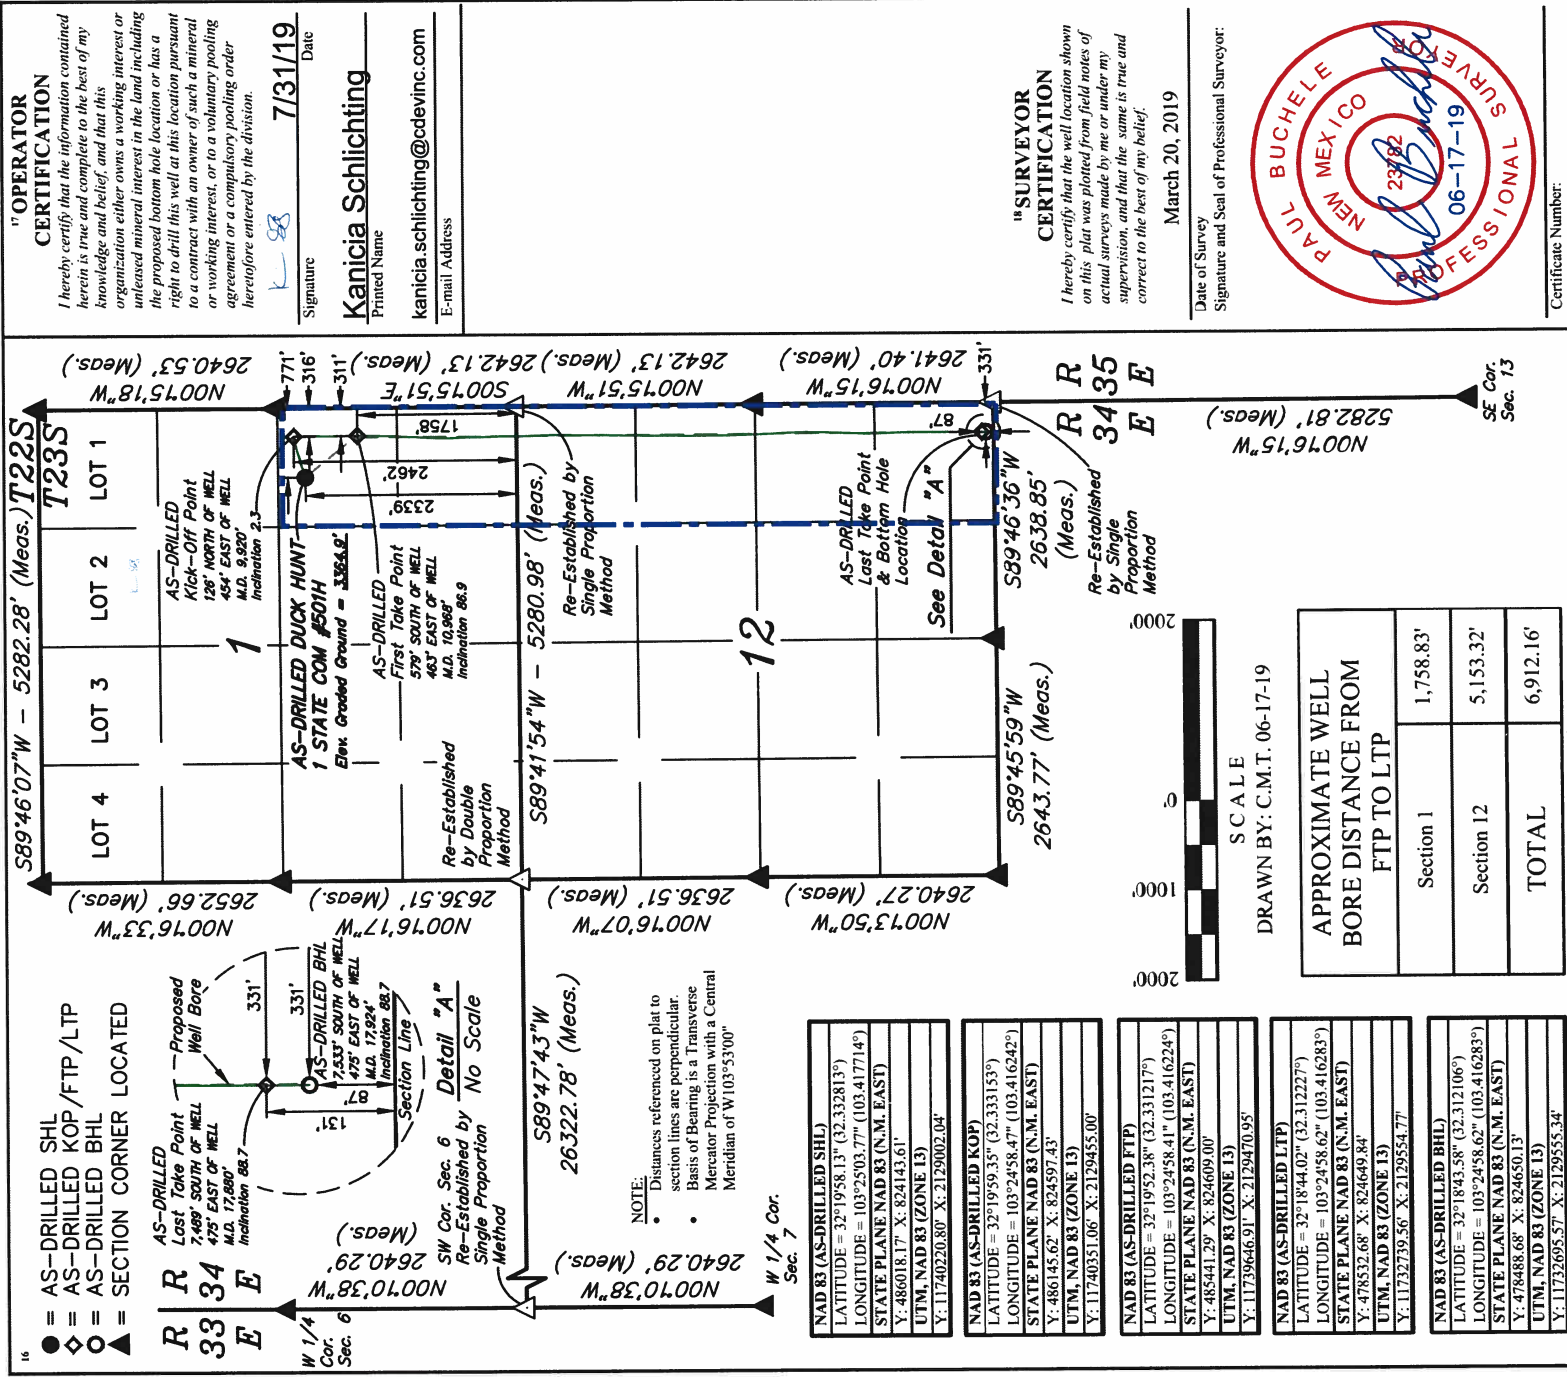 16
● = AS-DRILLED SHL
◇ = AS-DRILLED KOP/FTP/LTP
O = AS-DRILLED BHL
▲ = SECTION CORNER LOCATED
R R
33 34
E E
W 1/4
Cor.
Sec. 6
AS-DRILLED
Last Take Point
7,489' SOUTH OF WELL
475' EAST OF WELL
M.D. 17,880'
Inclination 88.7
Proposed
Well Bore
331'
331'
AS-DRILLED BHL
7,533' SOUTH OF WELL
475' EAST OF WELL
M.D. 17,924'
Inclination 88.7
131'
87'
Section Line
Detail "A"
No Scale
N00°10'38"W
2640.29' (Meas.)
SW Cor. Sec. 6
Re-Established by
Single Proportion
Method
N00°10'38"W
2640.29' (Meas.)
W 1/4 Cor.
Sec. 7
S89°47'43"W
26322.78' (Meas.)
NOTE:
• Distances referenced on plat to
section lines are perpendicular.
• Basis of Bearing is a Transverse
Mercator Projection with a Central
Meridian of W103°53'00"
S89°46'07"W - 5282.28' (Meas.)
T22S
T23S
LOT 4
LOT 3
LOT 2
LOT 1
N00°16'33"W
2652.66' (Meas.)
N00°16'17"W
2636.51' (Meas.)
N00°16'07"W
2636.51' (Meas.)
N00°13'50"W
2640.27' (Meas.)
N00°15'18"W
2640.53' (Meas.)
S00°15'51"E
2642.13' (Meas.)
N00°15'51"W
2642.13' (Meas.)
N00°16'15"W
2641.40' (Meas.)
AS-DRILLED
Kick-Off Point
126' NORTH OF WELL
454' EAST OF WELL
M.D. 9,920'
Inclination 2.3
1
AS-DRILLED DUCK HUNT
1 STATE COM #501H
Elev. Graded Ground = 3364.9'
AS-DRILLED
First Take Point
579' SOUTH OF WELL
463' EAST OF WELL
M.D. 10,968'
Inclination 86.9
771'
316'
311'
2339'
2462'
1758'
Re-Established
by Double
Proportion
Method
S89°41'54"W - 5280.98' (Meas.)
Re-Established by
Single Proportion
Method
12
AS-DRILLED
Last Take Point
& Bottom Hole
Location
See Detail "A"
87'
331'
S89°45'59"W
2643.77' (Meas.)
S89°46'36"W
2638.85'
(Meas.)
Re-Established
by Single
Proportion
Method
R R
34 35
E E
N00°16'15"W
5282.81' (Meas.)
SE Cor.
Sec. 13
NAD 83 (AS-DRILLED SHL)
LATITUDE = 32°19'58.13" (32.332813°)
LONGITUDE = 103°25'03.77" (103.417714°)
STATE PLANE NAD 83 (N.M. EAST)
Y: 486018.17' X: 824143.61'
UTM, NAD 83 (ZONE 13)
Y: 11740220.80' X: 2129002.04'
NAD 83 (AS-DRILLED KOP)
LATITUDE = 32°19'59.35" (32.333153°)
LONGITUDE = 103°24'58.47" (103.416242°)
STATE PLANE NAD 83 (N.M. EAST)
Y: 486145.62' X: 824597.43'
UTM, NAD 83 (ZONE 13)
Y: 11740351.06' X: 2129455.00'
NAD 83 (AS-DRILLED FTP)
LATITUDE = 32°19'52.38" (32.331217°)
LONGITUDE = 103°24'58.41" (103.416224°)
STATE PLANE NAD 83 (N.M. EAST)
Y: 485441.29' X: 824609.00'
UTM, NAD 83 (ZONE 13)
Y: 11739646.91' X: 2129470.95'
NAD 83 (AS-DRILLED LTP)
LATITUDE = 32°18'44.02" (32.312227°)
LONGITUDE = 103°24'58.62" (103.416283°)
STATE PLANE NAD 83 (N.M. EAST)
Y: 478532.68' X: 824649.84'
UTM, NAD 83 (ZONE 13)
Y: 11732739.56' X: 2129554.77'
NAD 83 (AS-DRILLED BHL)
LATITUDE = 32°18'43.58" (32.312106°)
LONGITUDE = 103°24'58.62" (103.416283°)
STATE PLANE NAD 83 (N.M. EAST)
Y: 478488.68' X: 824650.13'
UTM, NAD 83 (ZONE 13)
Y: 11732695.57' X: 2129555.34'
2000' 1000' 0' 2000'
SCALE
DRAWN BY: C.M.T. 06-17-19
APPROXIMATE WELL
BORE DISTANCE FROM
FTP TO LTP
Section 1 1,758.83'
Section 12 5,153.32'
TOTAL 6,912.16'
17 OPERATOR
CERTIFICATION
I hereby certify that the information contained
herein is true and complete to the best of my
knowledge and belief, and that this
organization either owns a working interest or
unleased mineral interest in the land including
the proposed bottom hole location or has a
right to drill this well at this location pursuant
to a contract with an owner of such a mineral
or working interest, or to a voluntary pooling
agreement or a compulsory pooling order
heretofore entered by the division.
7/31/19
Signature Date
Kanicia Schlichting
Printed Name
kanicia.schlichting@cdevinc.com
E-mail Address
18 SURVEYOR
CERTIFICATION
I hereby certify that the well location shown
on this plat was plotted from field notes of
actual surveys made by me or under my
supervision, and that the same is true and
correct to the best of my belief.
March 20, 2019
Date of Survey
Signature and Seal of Professional Surveyor:
PAUL BUCHELE
NEW MEXICO
23782
Paul Buchele
06-17-19
PROFESSIONAL SURVEYOR
Certificate Number: